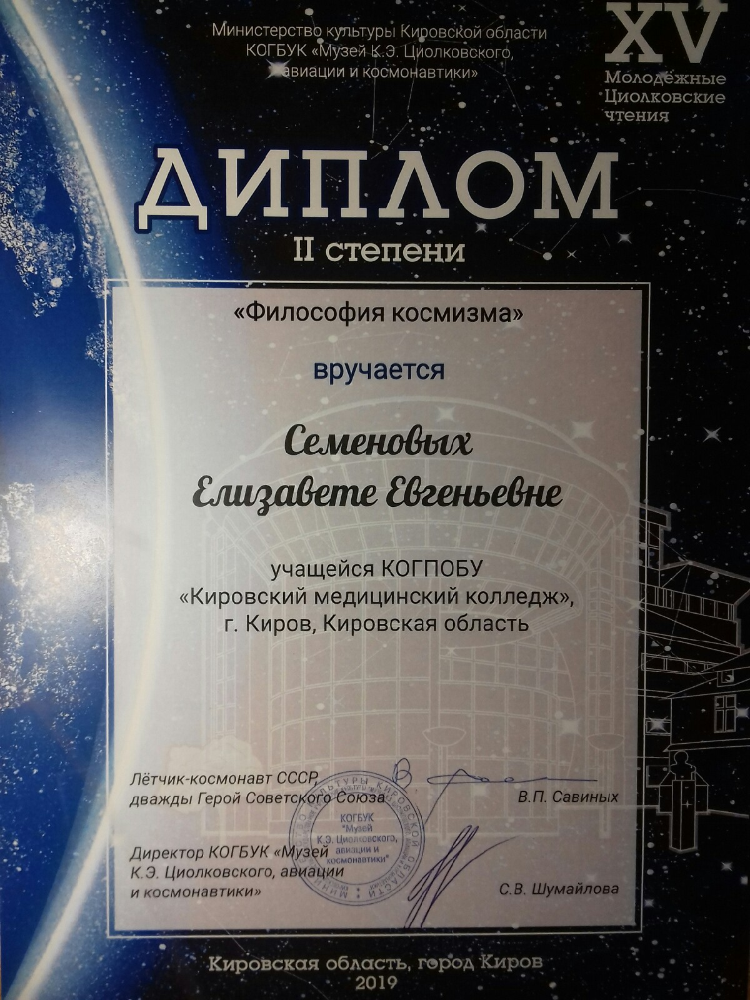 Министерство культуры Кировской области
КОГБУК «Музей К.Э. Циолковского,
авиации и космонавтики»
XV
Молодёжные
Циолковские
чтения
ДИПЛОМ
II степени
«Философия космизма»
вручается
Семеновых
Елизавете Евгеньевне
учащейся КОГПОБУ
«Кировский медицинский колледж»,
г. Киров, Кировская область
Лётчик-космонавт СССР,
дважды Герой Советского Союза
В.П. Савиных
КОГБУК
"Музей
К.Э. Циолковского,
авиации и
космонавтики"
Директор КОГБУК «Музей
К.Э. Циолковского, авиации
и космонавтики»
С.В. Шумайлова
Кировская область, город Киров
2019